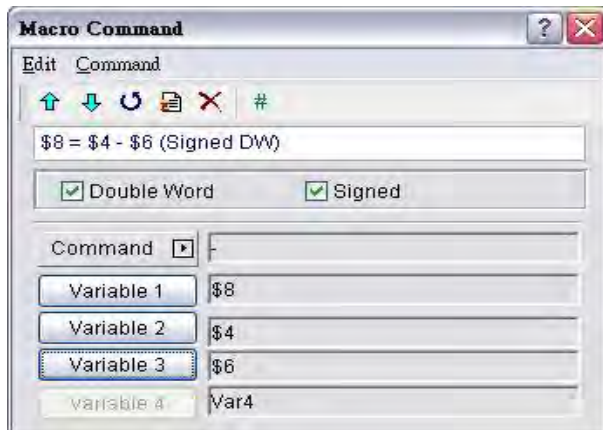 Macro Command
Edit Command
#
$8 = $4 - $6 (Signed DW)
Double Word Signed
Command -
Variable 1 $8
Variable 2 $4
Variable 3 $6
Variable 4 Var4